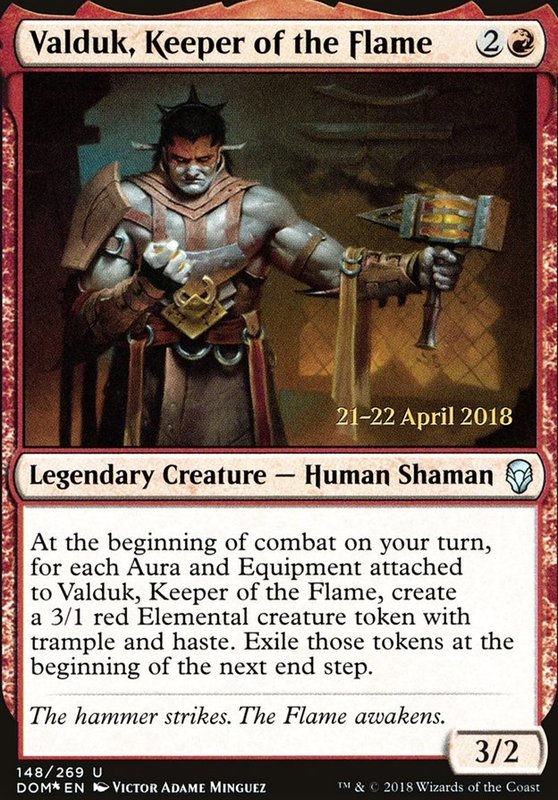 Valduk, Keeper of the Flame 2
21–22 April 2018
Legendary Creature — Human Shaman
At the beginning of combat on your turn,
for each Aura and Equipment attached
to Valduk, Keeper of the Flame, create
a 3/1 red Elemental creature token with
trample and haste. Exile those tokens at the
beginning of the next end step.
The hammer strikes. The Flame awakens.
3/2
148/269 U
DOM★EN Victor Adame Minguez
™ & © 2018 Wizards of the Coast